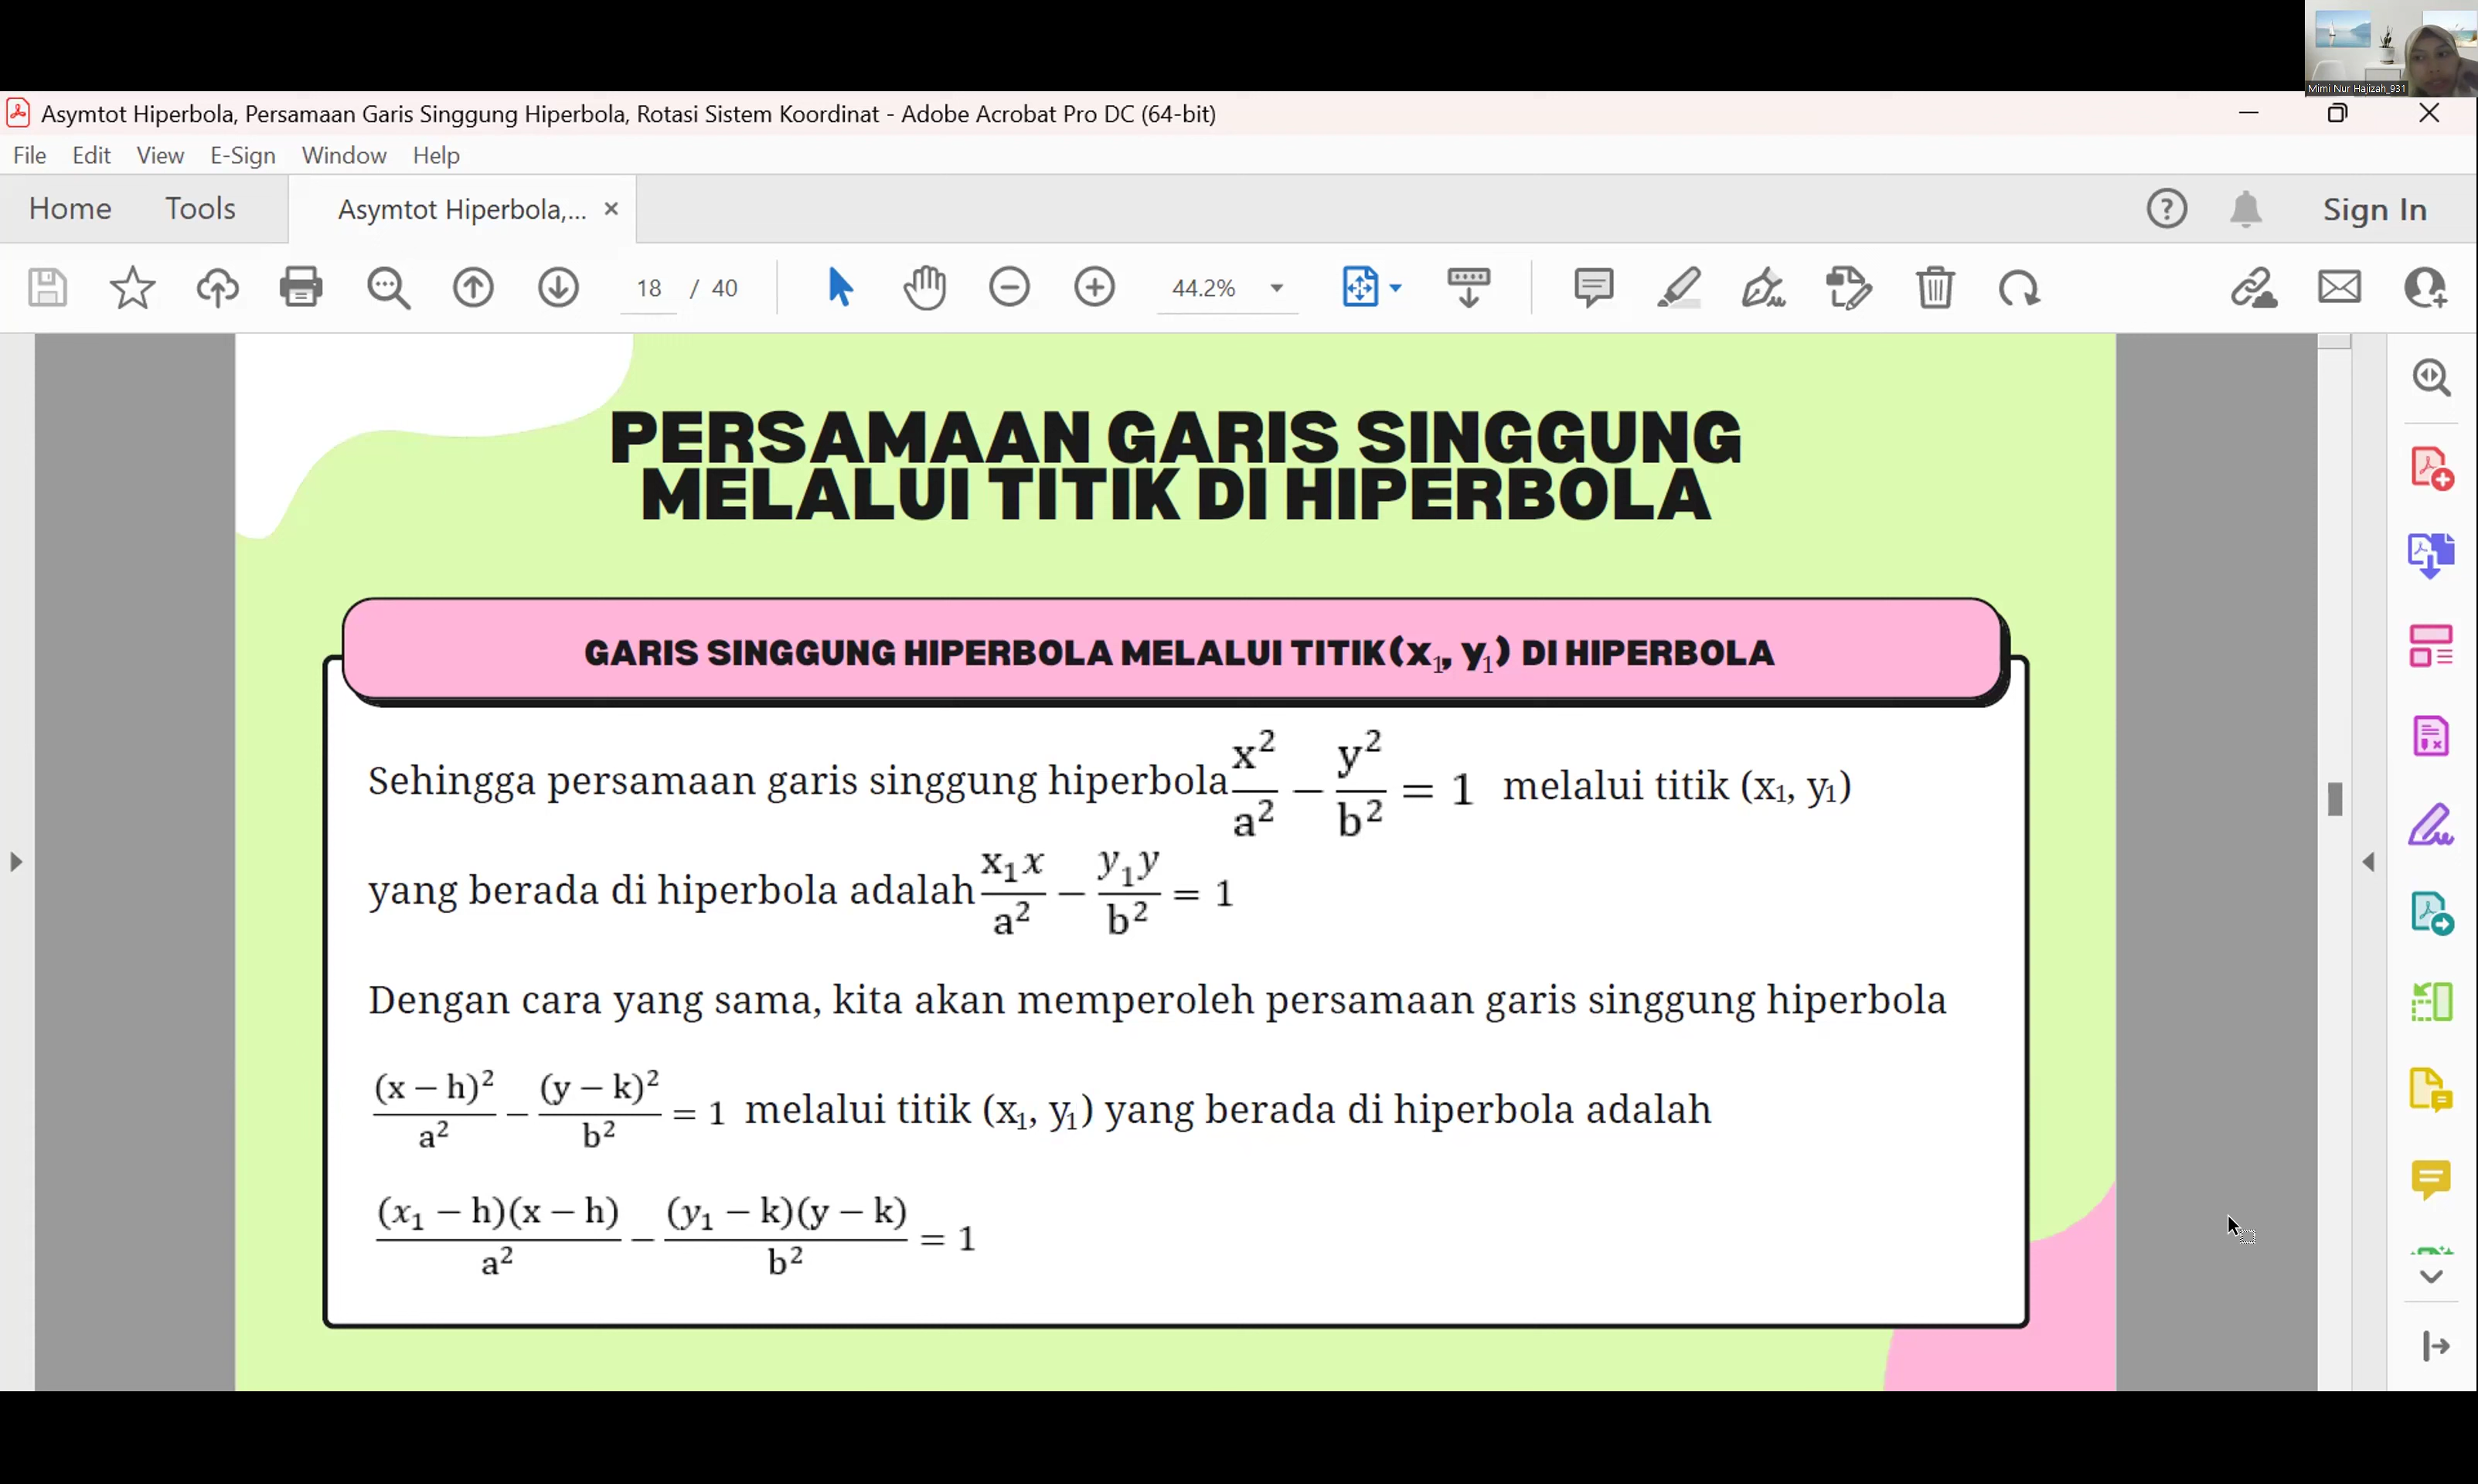 Mimi Nur Hajizah_931
Asymtot Hiperbola, Persamaan Garis Singgung Hiperbola, Rotasi Sistem Koordinat - Adobe Acrobat Pro DC (64-bit)
File Edit View E-Sign Window Help
Home Tools Asymtot Hiperbola,... × Sign In
18 / 40 44.2%
PERSAMAAN GARIS SINGGUNG
MELALUI TITIK DI HIPERBOLA
GARIS SINGGUNG HIPERBOLA MELALUI TITIK(x₁, y₁) DI HIPERBOLA
Sehingga persamaan garis singgung hiperbola x²/a² − y²/b² = 1 melalui titik (x₁, y₁)
yang berada di hiperbola adalah x₁x/a² − y₁y/b² = 1
Dengan cara yang sama, kita akan memperoleh persamaan garis singgung hiperbola
(x − h)²/a² − (y − k)²/b² = 1 melalui titik (x₁, y₁) yang berada di hiperbola adalah
(x₁ − h)(x − h)/a² − (y₁ − k)(y − k)/b² = 1